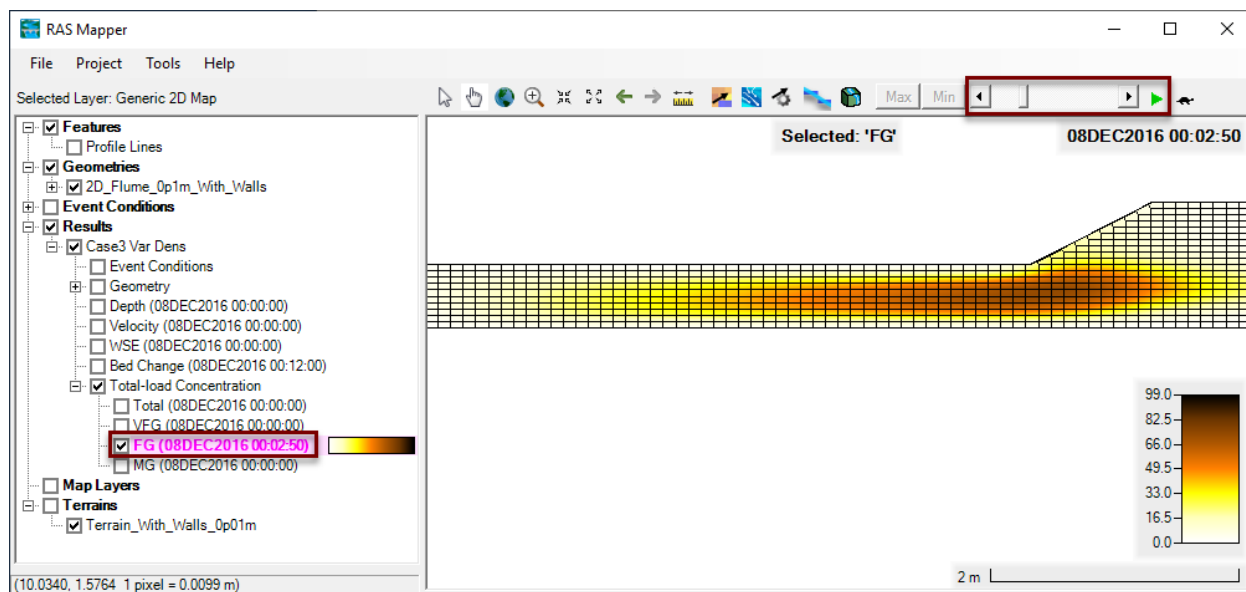 RAS Mapper
File Project Tools Help
Selected Layer: Generic 2D Map
Max Min
Features
Profile Lines
Geometries
2D_Flume_0p1m_With_Walls
Event Conditions
Results
Case3 Var Dens
Event Conditions
Geometry
Depth (08DEC2016 00:00:00)
Velocity (08DEC2016 00:00:00)
WSE (08DEC2016 00:00:00)
Bed Change (08DEC2016 00:12:00)
Total-load Concentration
Total (08DEC2016 00:00:00)
VFG (08DEC2016 00:00:00)
FG (08DEC2016 00:02:50)
MG (08DEC2016 00:00:00)
Map Layers
Terrains
Terrain_With_Walls_0p01m
(10.0340, 1.5764 1 pixel = 0.0099 m)
Selected: 'FG' 08DEC2016 00:02:50
99.0
82.5
66.0
49.5
33.0
16.5
0.0
2 m